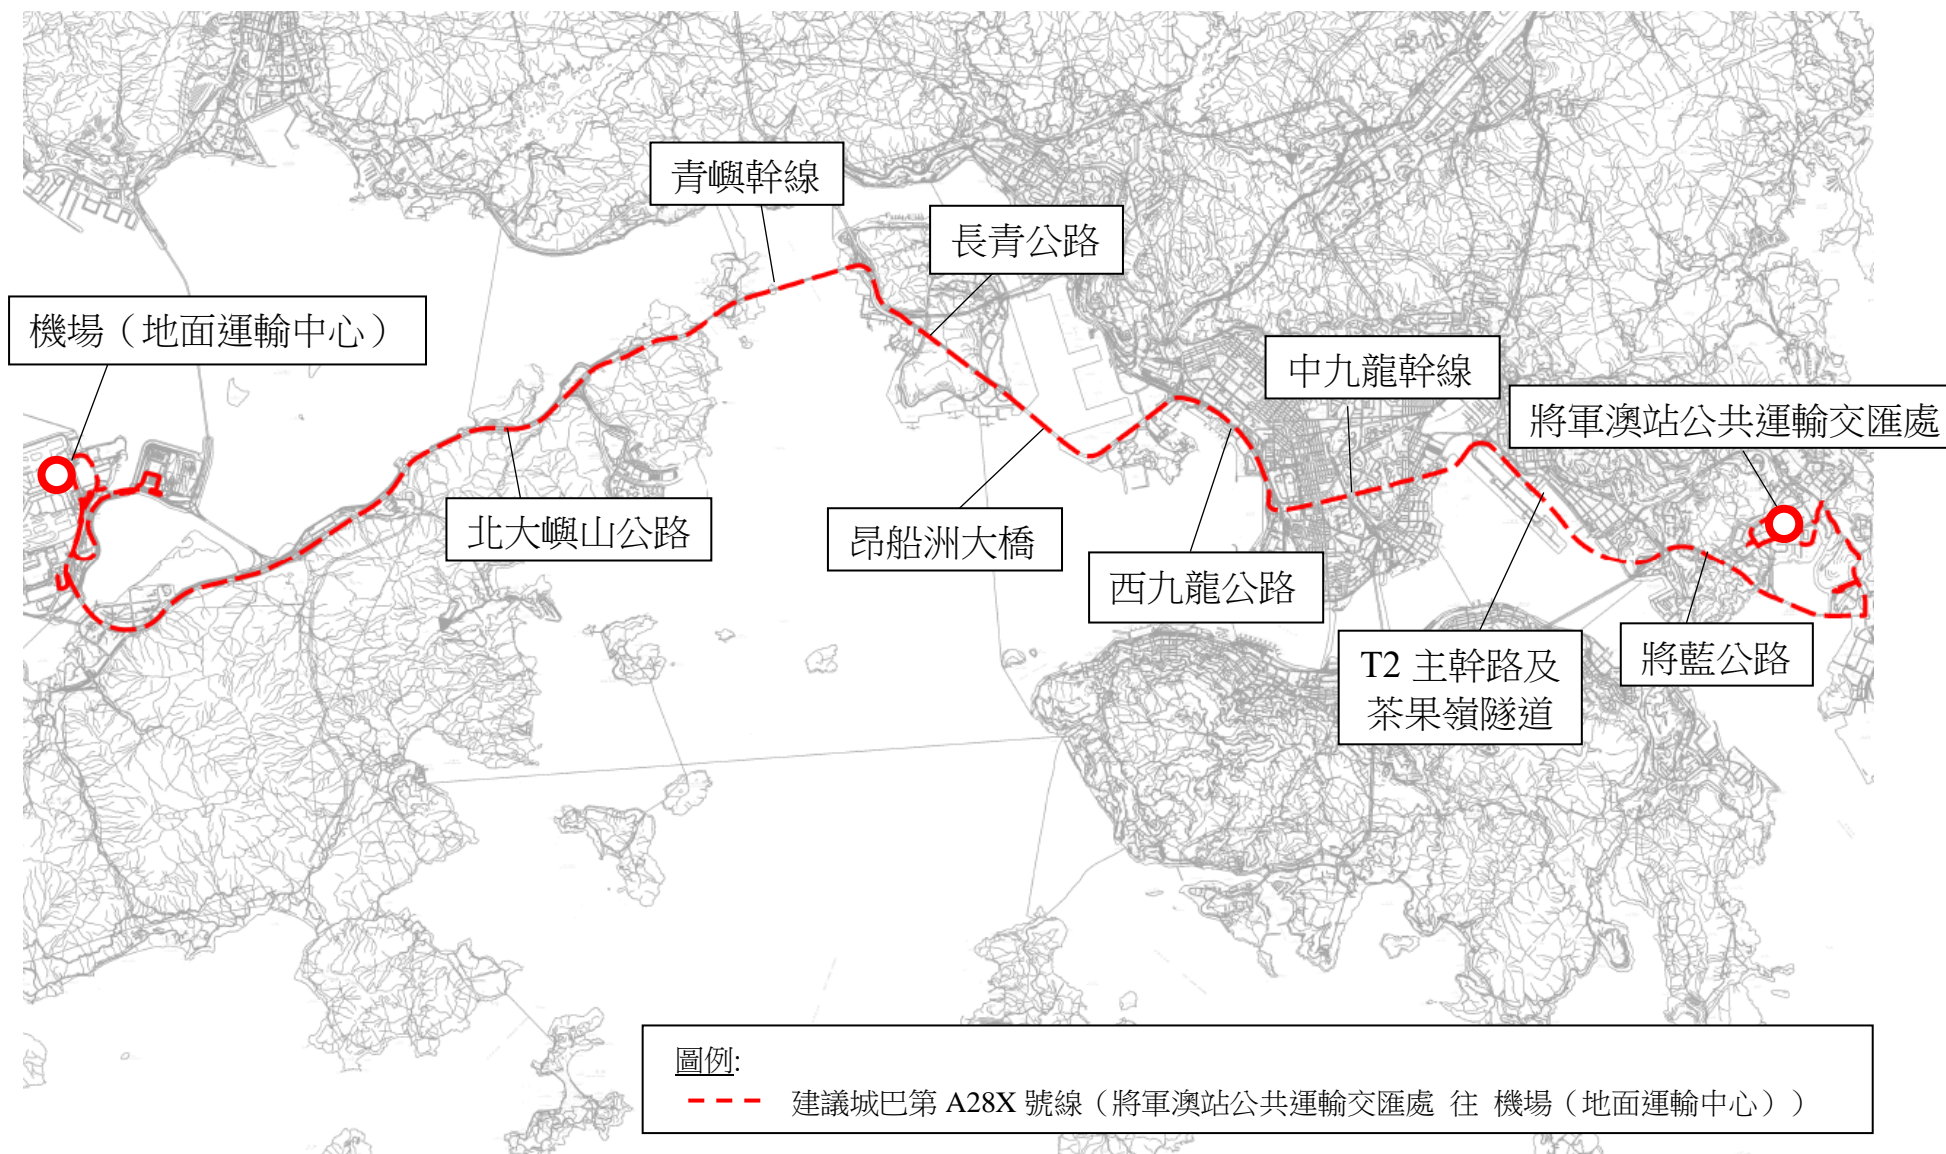 青嶼幹線
長青公路
機場（地面運輸中心）
中九龍幹線
將軍澳站公共運輸交匯處
北大嶼山公路
昂船洲大橋
西九龍公路
T2 主幹路及
茶果嶺隧道
將藍公路
圖例:
建議城巴第 A28X 號線（將軍澳站公共運輸交匯處 往 機場（地面運輸中心））